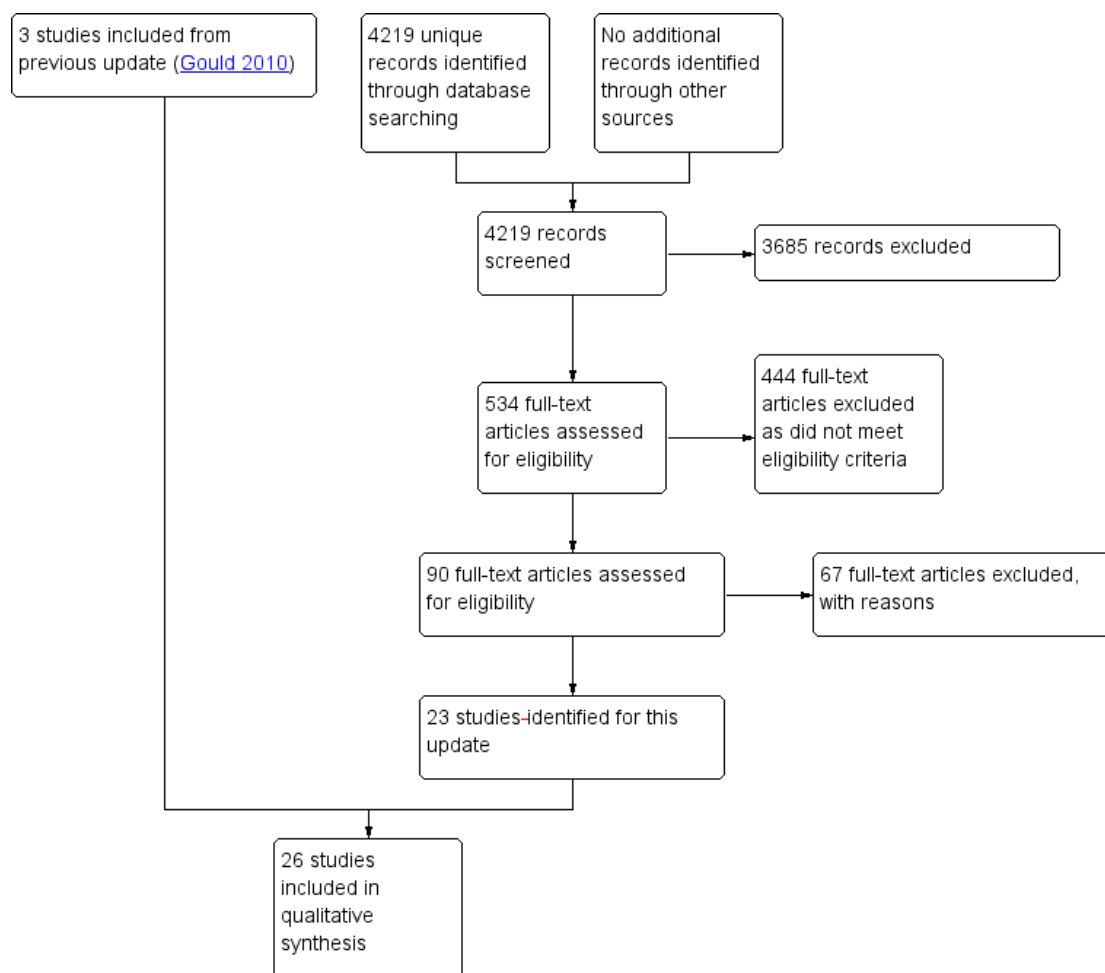 3 studies included from
previous update (Gould 2010)
4219 unique
records identified
through database
searching
No additional
records identified
through other
sources
4219 records
screened
3685 records excluded
534 full-text
articles assessed
for eligibility
444 full-text
articles excluded
as did not meet
eligibility criteria
90 full-text articles assessed
for eligibility
67 full-text articles excluded,
with reasons
23 studies-identified for this
update
26 studies
included in
qualitative
synthesis